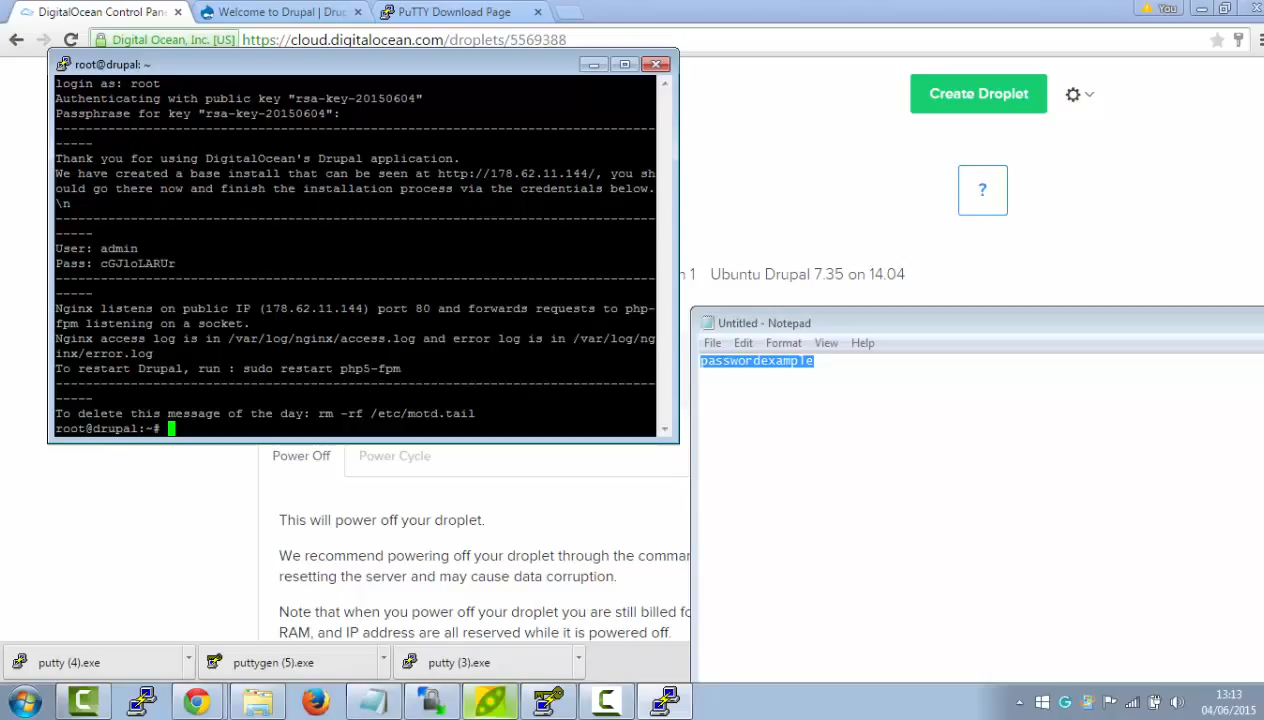 DigitalOcean Control Pane
Welcome to Drupal | Dru
PuTTY Download Page
You
Digital Ocean, Inc. [US]
https://cloud.digitalocean.com/droplets/5569388
root@drupal: ~
login as: root
Authenticating with public key "rsa-key-20150604"
Passphrase for key "rsa-key-20150604":
--------------------------------------------------------------------------------
-----
Thank you for using DigitalOcean's Drupal application.
We have created a base install that can be seen at http://178.62.11.144/, you sh
ould go there now and finish the installation process via the credentials below.
\n
--------------------------------------------------------------------------------
-----
User: admin
Pass: cGJloLARUr
--------------------------------------------------------------------------------
-----
Nginx listens on public IP (178.62.11.144) port 80 and forwards requests to php-
fpm listening on a socket.
Nginx access log is in /var/log/nginx/access.log and error log is in /var/log/ng
inx/error.log
To restart Drupal, run : sudo restart php5-fpm
--------------------------------------------------------------------------------
-----
To delete this message of the day: rm -rf /etc/motd.tail
root@drupal:~#
Create Droplet
?
n 1 Ubuntu Drupal 7.35 on 14.04
Untitled - Notepad
File Edit Format View Help
passwordexample
Power Off
Power Cycle
This will power off your droplet.
We recommend powering off your droplet through the comma
resetting the server and may cause data corruption.
Note that when you power off your droplet you are still billed fo
RAM, and IP address are all reserved while it is powered off.
putty (4).exe
puttygen (5).exe
putty (3).exe
13:13
04/06/2015